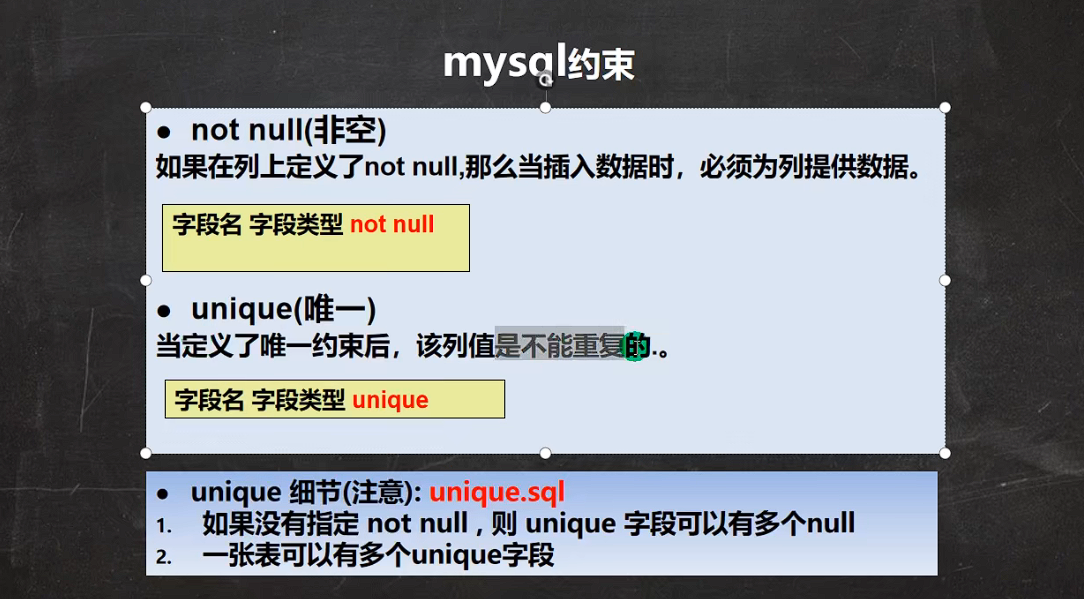 mysql约束
● not null(非空)
如果在列上定义了not null,那么当插入数据时，必须为列提供数据。
字段名 字段类型 not null
● unique(唯一)
当定义了唯一约束后，该列值是不能重复的.。
字段名 字段类型 unique
● unique 细节(注意): unique.sql
1. 如果没有指定 not null , 则 unique 字段可以有多个null
2. 一张表可以有多个unique字段